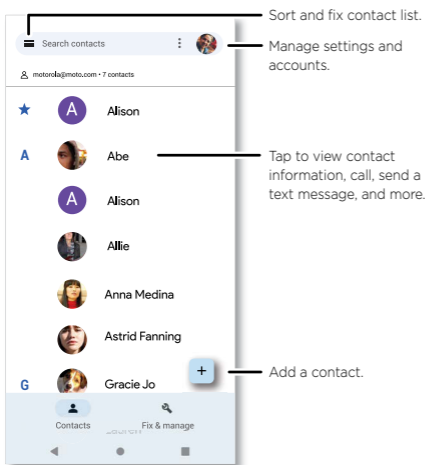 Sort and fix contact list.
Search contacts
Manage settings and
accounts.
motorola@moto.com • 7 contacts
A
Alison
A
Abe
Tap to view contact
information, call, send a
text message, and more.
A
Alison
Allie
Anna Medina
Astrid Fanning
+
Add a contact.
G
Gracie Jo
Contacts
Fix & manage